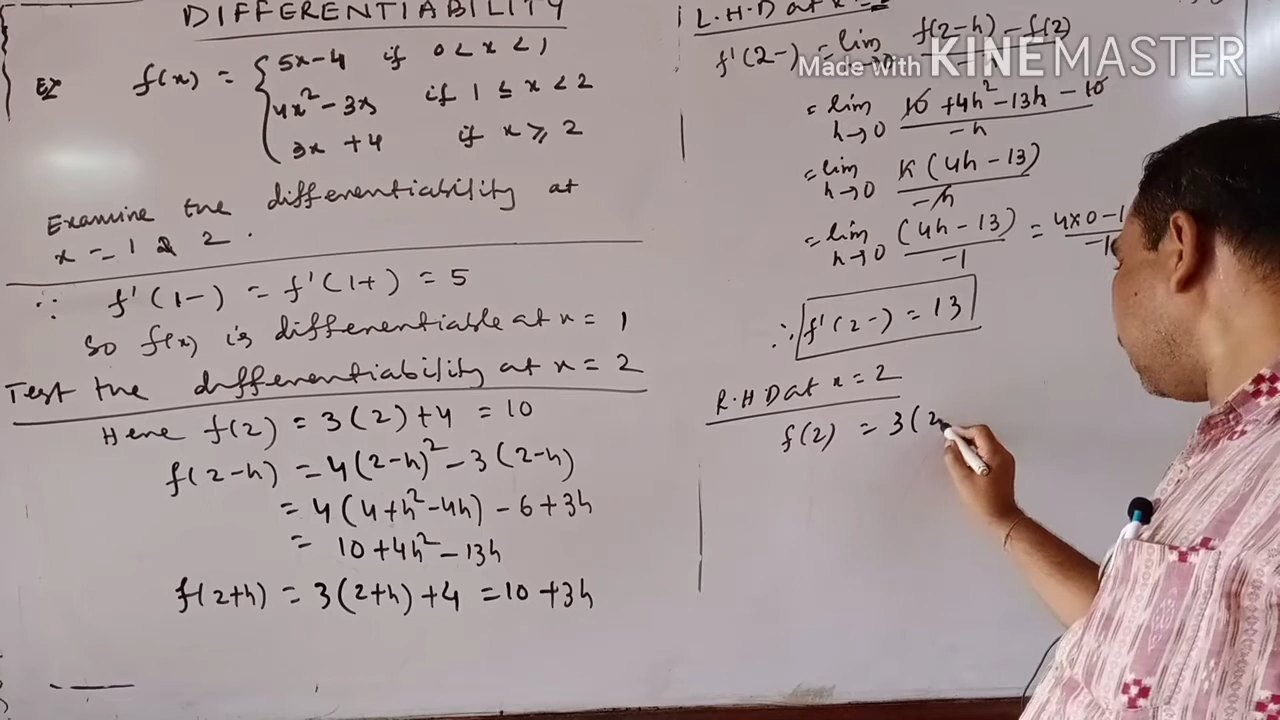 DIFFERENTIABILITY
Ex f(x) = { 5x-4 if 0 < x < 1
4x² - 3x if 1 ≤ x < 2
3x + 4 if x ≥ 2
Examine the differentiability at
x = 1 & 2.
∴ f'(1-) = f'(1+) = 5
So f(x) is differentiable at x = 1
Test the differentiability at x = 2
Here f(2) = 3(2)+4 = 10
f(2-h) = 4(2-h)² - 3(2-h)
= 4(4+h²-4h) - 6 + 3h
= 10 + 4h² - 13h
f(2+h) = 3(2+h)+4 = 10 + 3h
L.H.D at x =
f'(2-) = lim f(2-h) - f(2)
Made with KINEMASTER
= lim h→0 10 + 4h² - 13h - 10 / -h
= lim h→0 h(4h - 13) / -h
= lim h→0 (4h - 13) / -1 = 4×0 - 1 / -1
∴ f'(2-) = 13
R.H.D at x = 2
f(2) = 3(2